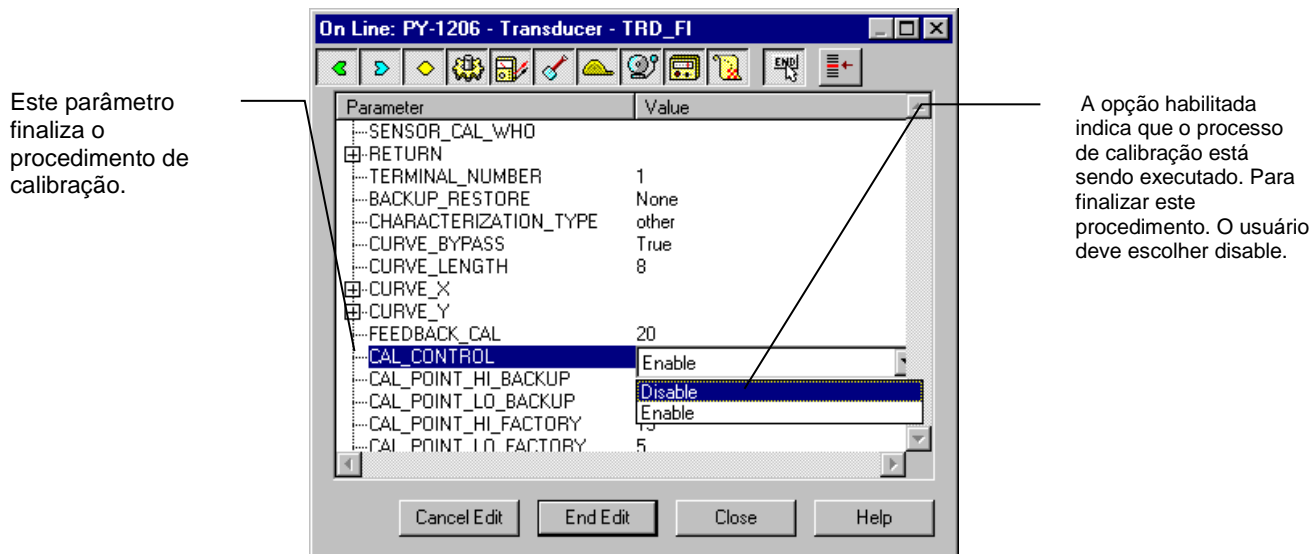 Este parâmetro
finaliza o
procedimento de
calibração.
On Line: PY-1206 - Transducer - TRD_FI
END
Parameter Value
SENSOR_CAL_WHO
RETURN
TERMINAL_NUMBER 1
BACKUP_RESTORE None
CHARACTERIZATION_TYPE other
CURVE_BYPASS True
CURVE_LENGTH 8
CURVE_X
CURVE_Y
FEEDBACK_CAL 20
CAL_CONTROL Enable
CAL_POINT_HI_BACKUP Disable
CAL_POINT_LO_BACKUP Enable
CAL_POINT_HI_FACTORY
CAL_POINT_LO_FACTORY 5
Cancel Edit End Edit Close Help
A opção habilitada
indica que o processo
de calibração está
sendo executado. Para
finalizar este
procedimento. O usuário
deve escolher disable.